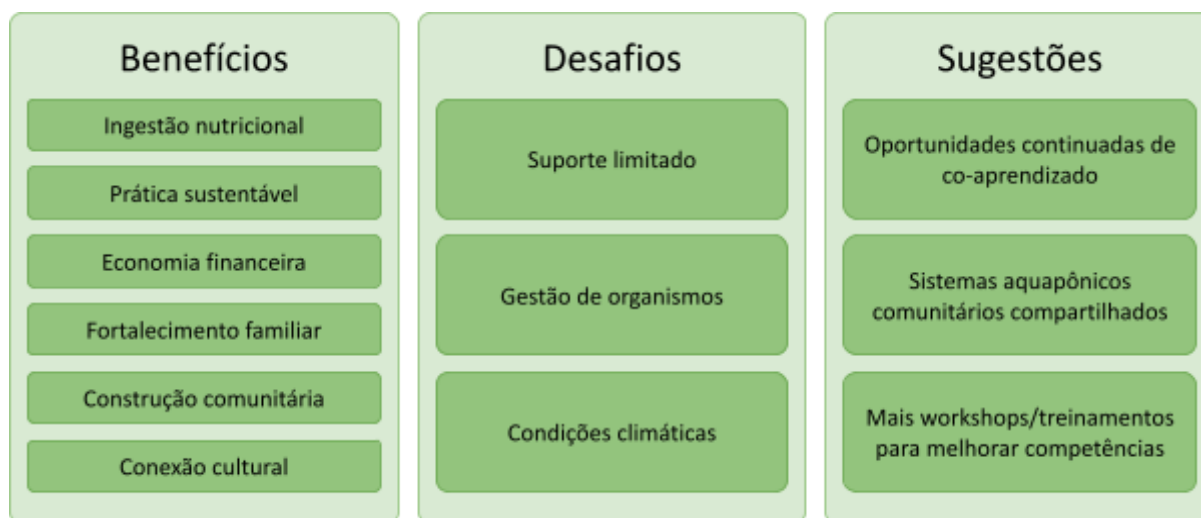 Benefícios
Ingestão nutricional
Prática sustentável
Economia financeira
Fortalecimento familiar
Construção comunitária
Conexão cultural
Desafios
Suporte limitado
Gestão de organismos
Condições climáticas
Sugestões
Oportunidades continuadas de
co-aprendizado
Sistemas aquapônicos
comunitários compartilhados
Mais workshops/treinamentos
para melhorar competências